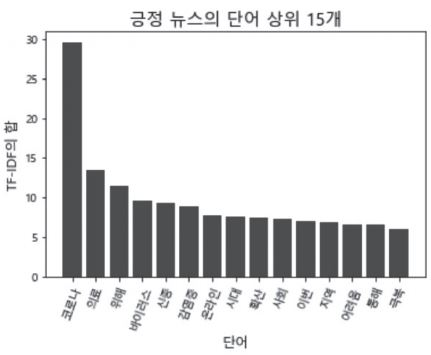 긍정 뉴스의 단어 상위 15개
TF-IDF의 합
30
25
20
15
10
5
0
코로나
의료
위해
바이러스
신종
감염증
온라인
시대
확산
사회
이번
지역
어려움
통해
극복
단어